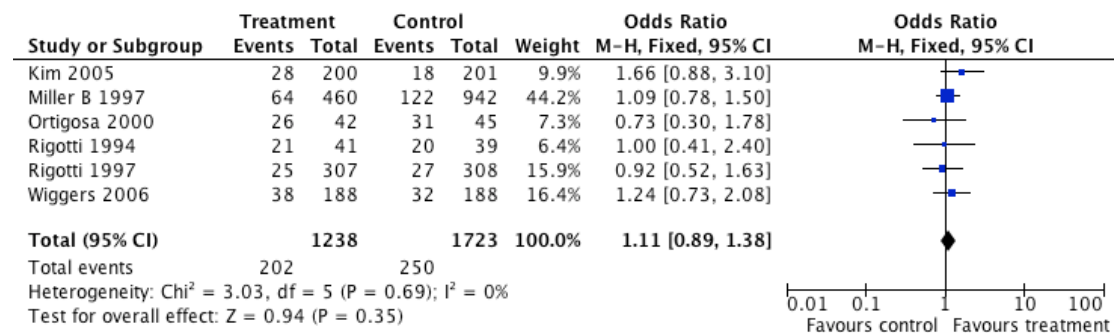 Treatment Control Odds Ratio Odds Ratio
Study or Subgroup Events Total Events Total Weight M-H, Fixed, 95% CI M-H, Fixed, 95% CI
Kim 2005 28 200 18 201 9.9% 1.66 [0.88, 3.10]
Miller B 1997 64 460 122 942 44.2% 1.09 [0.78, 1.50]
Ortigosa 2000 26 42 31 45 7.3% 0.73 [0.30, 1.78]
Rigotti 1994 21 41 20 39 6.4% 1.00 [0.41, 2.40]
Rigotti 1997 25 307 27 308 15.9% 0.92 [0.52, 1.63]
Wiggers 2006 38 188 32 188 16.4% 1.24 [0.73, 2.08]
Total (95% CI) 1238 1723 100.0% 1.11 [0.89, 1.38]
Total events 202 250
Heterogeneity: Chi² = 3.03, df = 5 (P = 0.69); I² = 0%
Test for overall effect: Z = 0.94 (P = 0.35)
0.01 0.1 1 10 100
Favours control Favours treatment